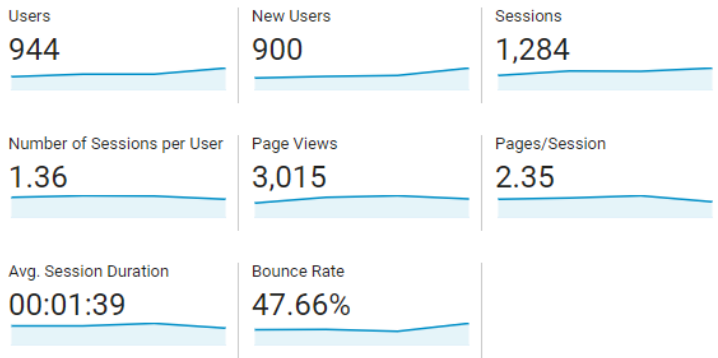 Users
944
New Users
900
Sessions
1,284
Number of Sessions per User
1.36
Page Views
3,015
Pages/Session
2.35
Avg. Session Duration
00:01:39
Bounce Rate
47.66%